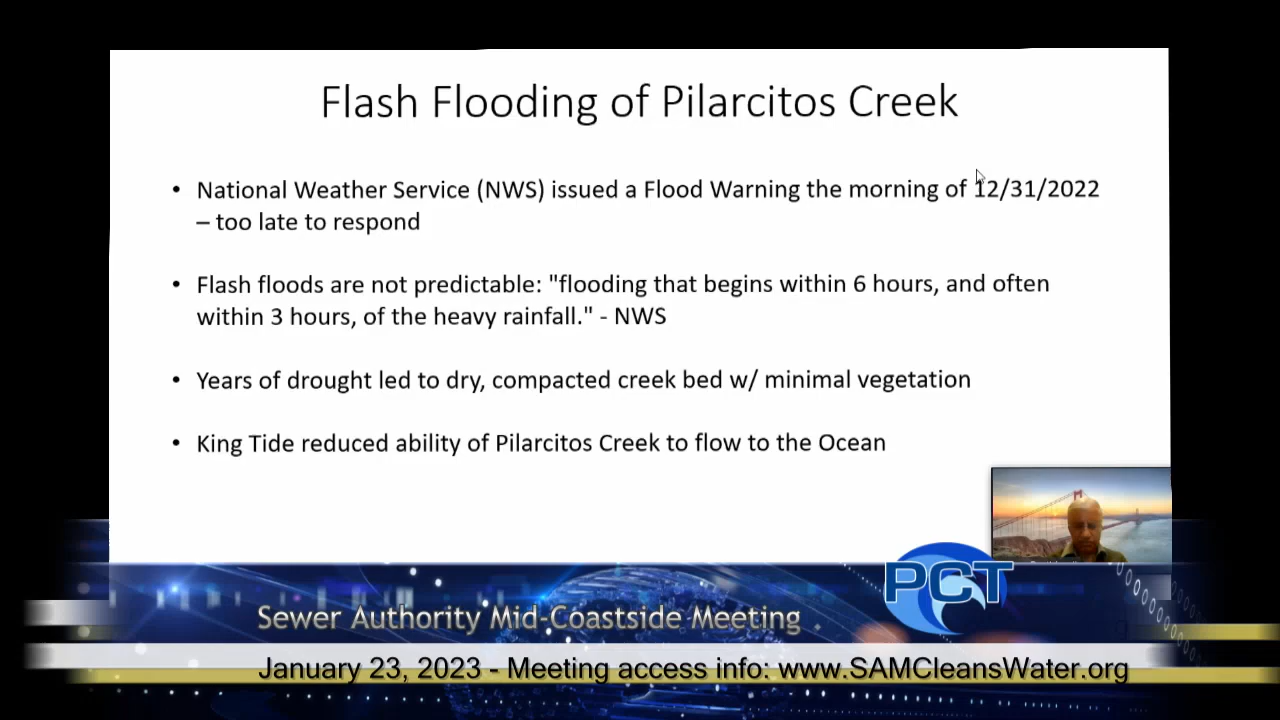 Flash Flooding of Pilarcitos Creek
• National Weather Service (NWS) issued a Flood Warning the morning of 12/31/2022
– too late to respond
• Flash floods are not predictable: "flooding that begins within 6 hours, and often
within 3 hours, of the heavy rainfall." - NWS
• Years of drought led to dry, compacted creek bed w/ minimal vegetation
• King Tide reduced ability of Pilarcitos Creek to flow to the Ocean
PCT
Sewer Authority Mid-Coastside Meeting
January 23, 2023 - Meeting access info: www.SAMCleansWater.org